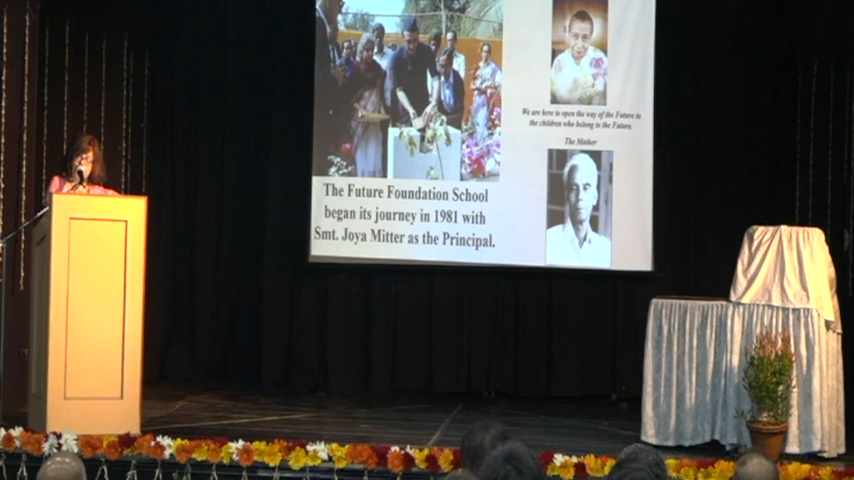 We are here to open the way of the Future to
the children who belong to the Future.
The Mother
The Future Foundation School
began its journey in 1981 with
Smt. Joya Mitter as the Principal.